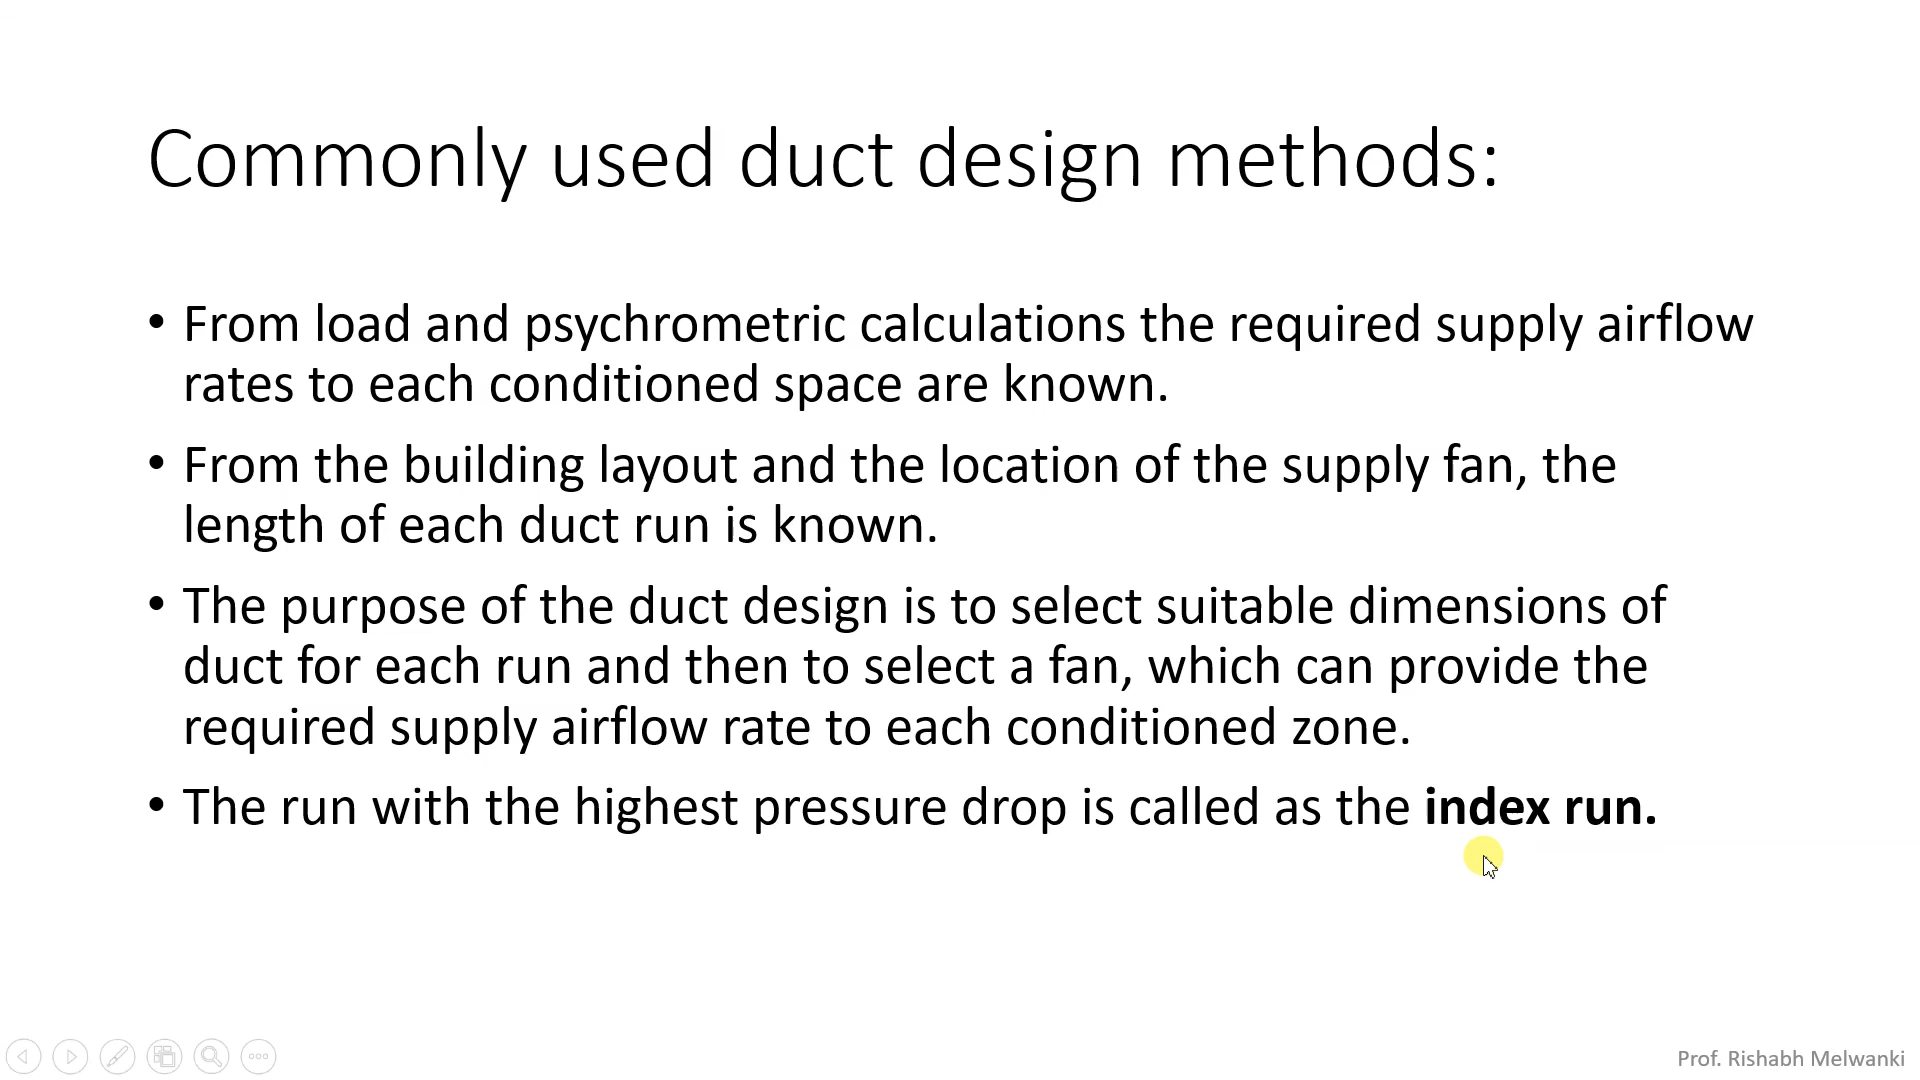 Commonly used duct design methods:
• From load and psychrometric calculations the required supply airflow
rates to each conditioned space are known.
• From the building layout and the location of the supply fan, the
length of each duct run is known.
• The purpose of the duct design is to select suitable dimensions of
duct for each run and then to select a fan, which can provide the
required supply airflow rate to each conditioned zone.
• The run with the highest pressure drop is called as the index run.
Prof. Rishabh Melwanki